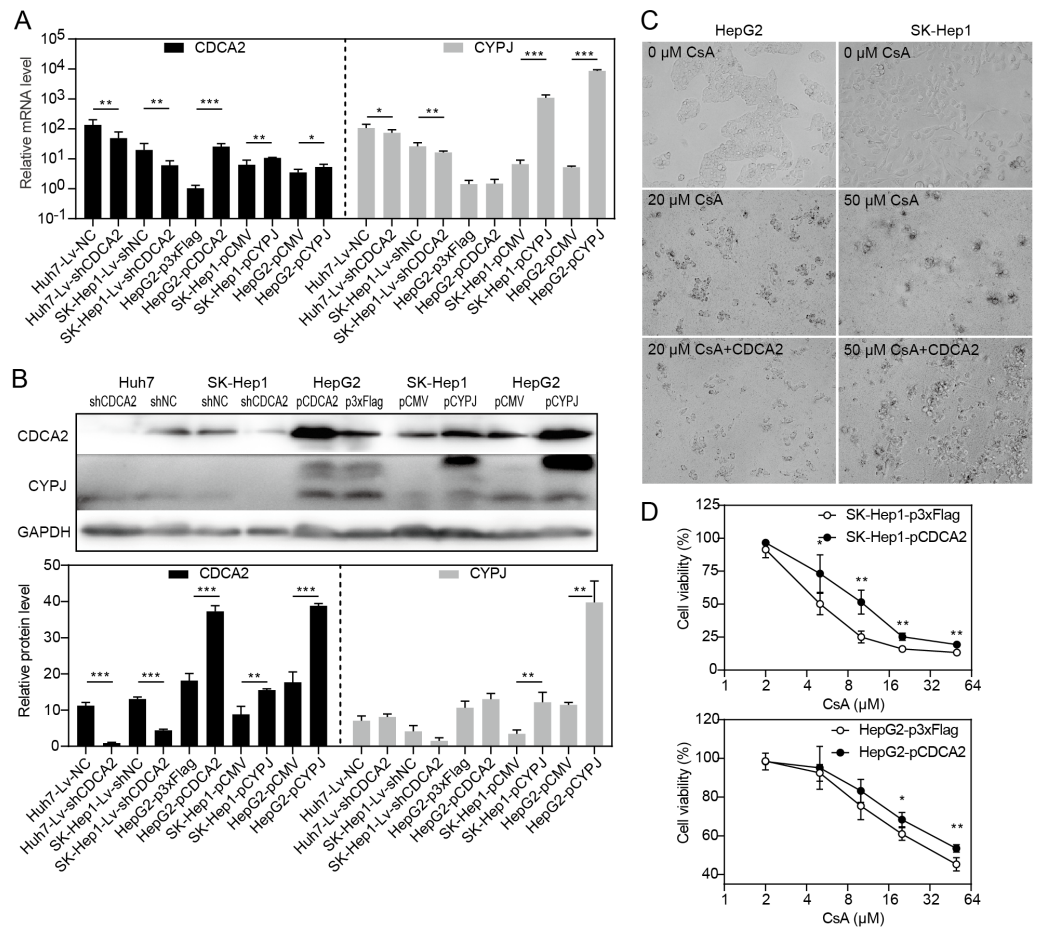 A
CDCA2
CYPJ
Relative mRNA level
10^5
10^4
10^3
10^2
10^1
10^0
10^-1
** ** *** ** * * ** *** ***
Huh7-Lv-NC
Huh7-Lv-shCDCA2
SK-Hep1-Lv-shNC
SK-Hep1-Lv-shCDCA2
HepG2-p3xFlag
HepG2-pCDCA2
SK-Hep1-pCMV
SK-Hep1-pCYPJ
HepG2-pCMV
HepG2-pCYPJ
Huh7-Lv-NC
Huh7-Lv-shCDCA2
SK-Hep1-Lv-shNC
SK-Hep1-Lv-shCDCA2
HepG2-p3xFlag
HepG2-pCDCA2
SK-Hep1-pCMV
SK-Hep1-pCYPJ
HepG2-pCMV
HepG2-pCYPJ
B
Huh7 SK-Hep1 HepG2 SK-Hep1 HepG2
shCDCA2 shNC shNC shCDCA2 pCDCA2 p3xFlag pCMV pCYPJ pCMV pCYPJ
CDCA2
CYPJ
GAPDH
CDCA2
CYPJ
Relative protein level
50
40
30
20
10
0
*** *** *** ** *** ** **
Huh7-Lv-NC
Huh7-Lv-shCDCA2
SK-Hep1-Lv-shNC
SK-Hep1-Lv-shCDCA2
HepG2-p3xFlag
HepG2-pCDCA2
SK-Hep1-pCMV
SK-Hep1-pCYPJ
HepG2-pCMV
HepG2-pCYPJ
Huh7-Lv-NC
Huh7-Lv-shCDCA2
SK-Hep1-Lv-shNC
SK-Hep1-Lv-shCDCA2
HepG2-p3xFlag
HepG2-pCDCA2
SK-Hep1-pCMV
SK-Hep1-pCYPJ
HepG2-pCMV
HepG2-pCYPJ
C
HepG2 SK-Hep1
0 µM CsA
0 µM CsA
20 µM CsA
50 µM CsA
20 µM CsA+CDCA2
50 µM CsA+CDCA2
D
SK-Hep1-p3xFlag
SK-Hep1-pCDCA2
Cell viability (%)
125
100
75
50
25
0
* ** ** **
1 2 4 8 16 32 64
CsA (µM)
HepG2-p3xFlag
HepG2-pCDCA2
Cell viability (%)
120
100
80
60
40
* **
1 2 4 8 16 32 64
CsA (µM)